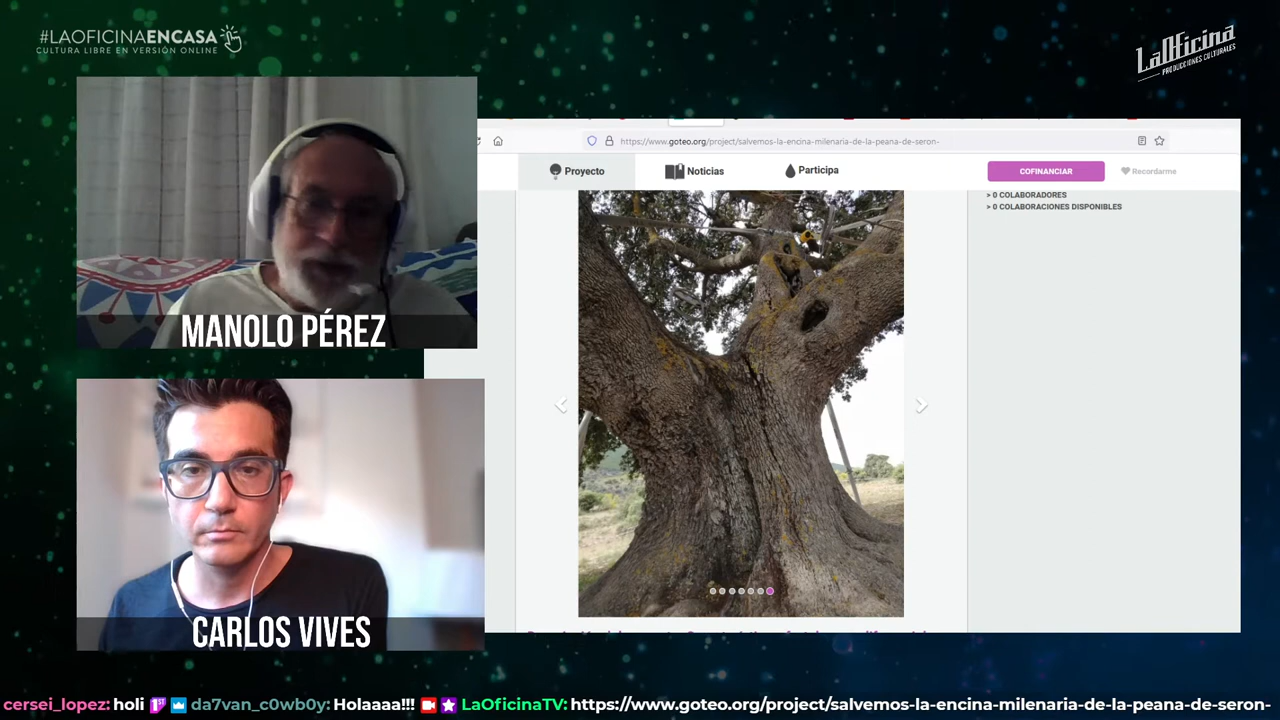 #LAOFICINAENCASA
CULTURA LIBRE EN VERSIÓN ONLINE
LaOficina
PRODUCCIONES CULTURALES
MANOLO PÉREZ
CARLOS VIVES
https://www.goteo.org/project/salvemos-la-encina-milenaria-de-la-peana-de-seron-
Proyecto
Noticias
Participa
COFINANCIAR
Recordarme
> 0 COLABORADORES
> 0 COLABORACIONES DISPONIBLES
cersei_lopez: holi 1st da7van_c0wb0y: Holaaa!!! LaOficinaTV: https://www.goteo.org/project/salvemos-la-encina-milenaria-de-la-peana-de-seron-